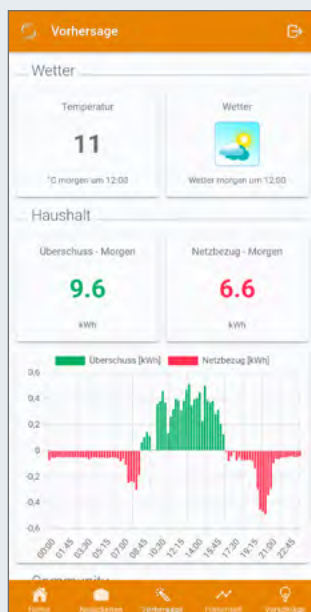 Vorhersage
Wetter
Temperatur
11
°C morgen um 12:00
Wetter
Wetter morgen um 12:00
Haushalt
Überschuss - Morgen
9.6
kWh
Netzbezug - Morgen
6.6
kWh
Überschuss [kWh] Netzbezug [kWh]
0,6
0,4
0,2
0
-0,2
-0,4
-0,6
00:00 01:45 03:30 05:15 07:00 08:45 10:30 12:15 14:00 15:45 17:30 19:15 21:00 22:45
Community
Home Vorhersage